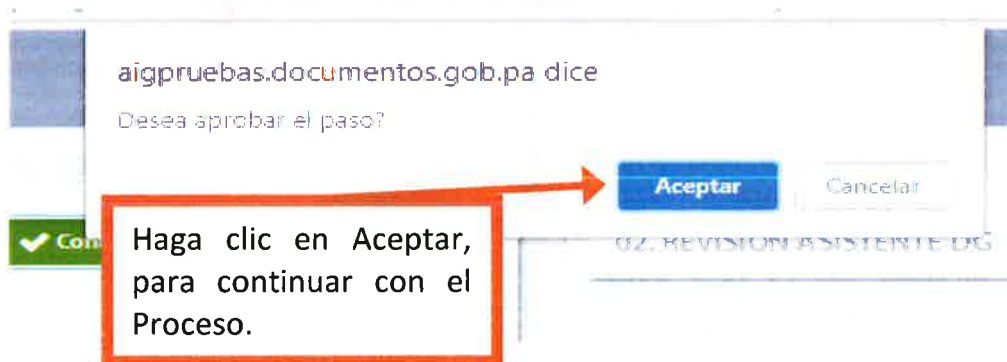 aigpruebas.documentos.gob.pa dice
Desea aprobar el paso?
Aceptar
Cancelar
Haga clic en Aceptar,
para continuar con el
Proceso.
02. REVISION ASISTENTE DG